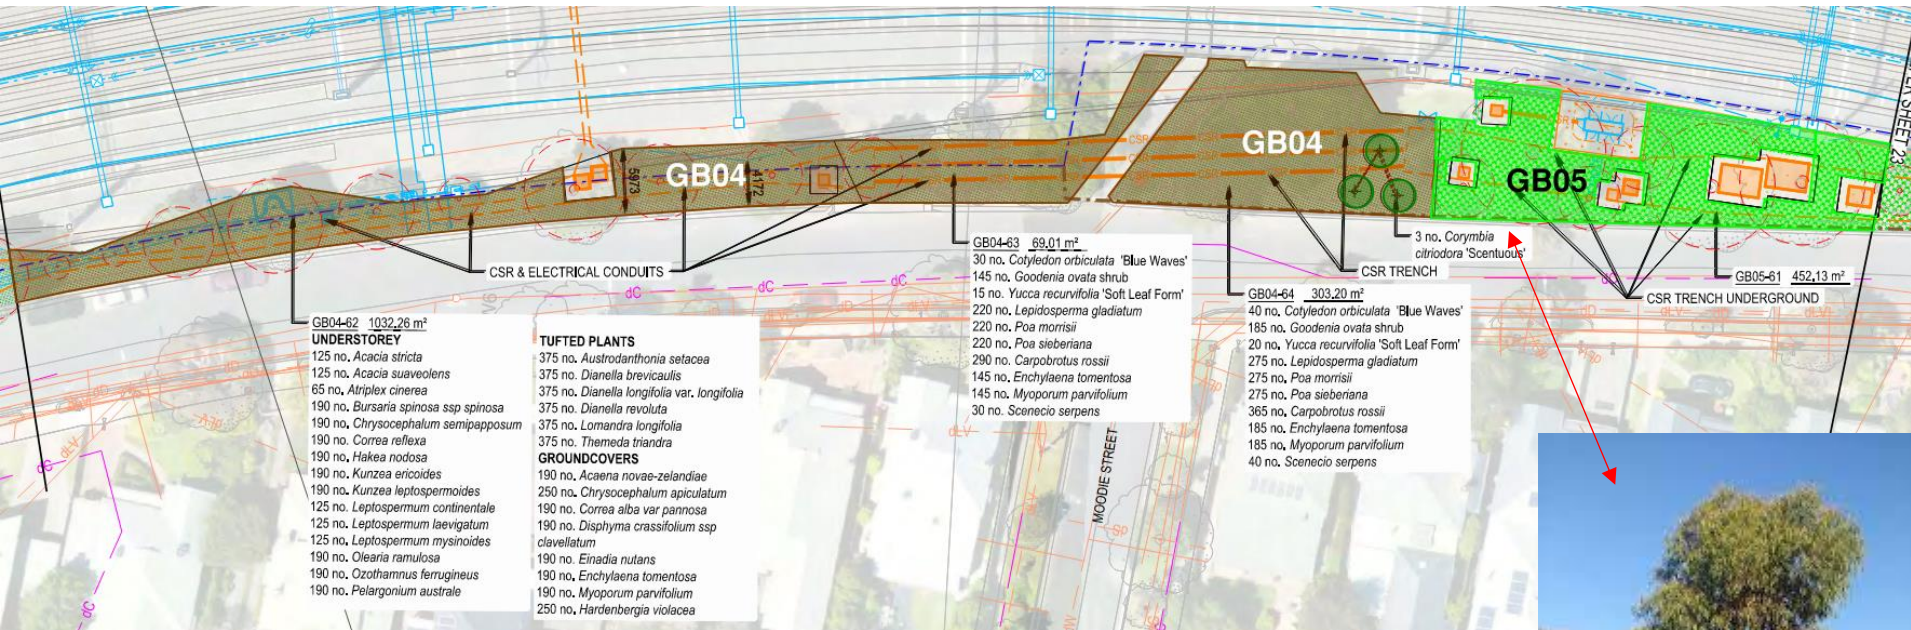 GB04
GB04
GB05
5973
4172
CSR
CSR & ELECTRICAL CONDUITS
CSR TRENCH
CSR TRENCH UNDERGROUND
3 no. Corymbia
citriodora 'Scentuous'
GB05-61 452.13 m²
GB04-62 1032.26 m²
UNDERSTOREY
125 no. Acacia stricta
125 no. Acacia suaveolens
65 no. Atriplex cinerea
190 no. Bursaria spinosa ssp spinosa
190 no. Chrysocephalum semipapposum
190 no. Correa reflexa
190 no. Hakea nodosa
190 no. Kunzea ericoides
190 no. Kunzea leptospermoides
125 no. Leptospermum continentale
125 no. Leptospermum laevigatum
125 no. Leptospermum mysinoides
190 no. Olearia ramulosa
190 no. Ozothamnus ferrugineus
190 no. Pelargonium australe
TUFTED PLANTS
375 no. Austrodanthonia setacea
375 no. Dianella brevicaulis
375 no. Dianella longifolia var. longifolia
375 no. Dianella revoluta
375 no. Lomandra longifolia
375 no. Themeda triandra
GROUNDCOVERS
190 no. Acaena novae-zelandiae
250 no. Chrysocephalum apiculatum
190 no. Correa alba var pannosa
190 no. Disphyma crassifolium ssp
clavellatum
190 no. Einadia nutans
190 no. Enchylaena tomentosa
190 no. Myoporum parvifolium
250 no. Hardenbergia violacea
GB04-63 69.01 m²
30 no. Cotyledon orbiculata 'Blue Waves'
145 no. Goodenia ovata shrub
15 no. Yucca recurvifolia 'Soft Leaf Form'
220 no. Lepidosperma gladiatum
220 no. Poa morrisii
220 no. Poa sieberiana
290 no. Carpobrotus rossii
145 no. Enchylaena tomentosa
145 no. Myoporum parvifolium
30 no. Scenecio serpens
GB04-64 303.20 m²
40 no. Cotyledon orbiculata 'Blue Waves'
185 no. Goodenia ovata shrub
20 no. Yucca recurvifolia 'Soft Leaf Form'
275 no. Lepidosperma gladiatum
275 no. Poa morrisii
275 no. Poa sieberiana
365 no. Carpobrotus rossii
185 no. Enchylaena tomentosa
185 no. Myoporum parvifolium
40 no. Scenecio serpens
MOODIE STREET
SHEET 23
dC
dC
dC
dC
dC
dC
dLV
dLV